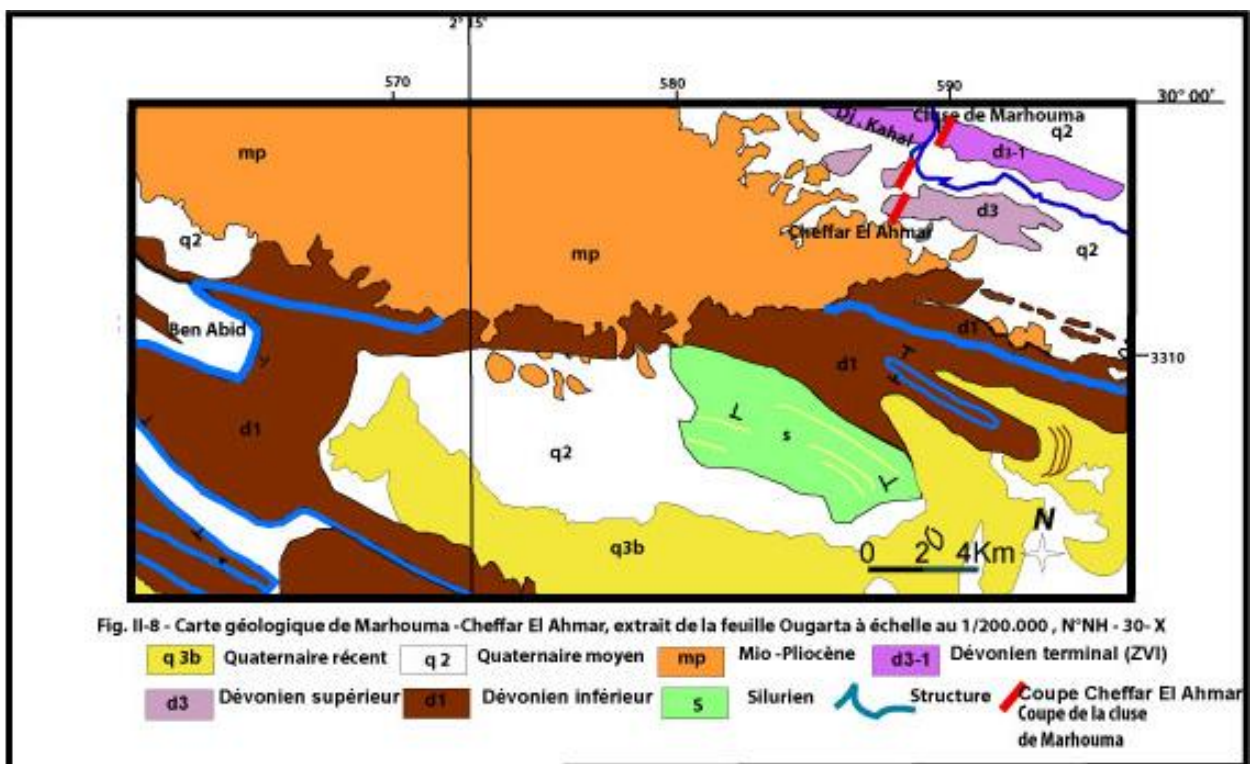 2° 15'
570 580 590
30° 00'
Cluse de Marhouma
Dj. Kahal
q2
mp
d3-1
d3
q2
Cheffar El Ahmar
mp
q2
Ben Abid
d1
d1
3310
d1
s
q2
q3b
N
0 20 4Km
Fig. II-8 - Carte géologique de Marhouma -Cheffar El Ahmar, extrait de la feuille Ougarta à échelle au 1/200.000 , N°NH - 30- X
q 3b Quaternaire récent q 2 Quaternaire moyen mp Mio -Pliocène d3-1 Dévonien terminal (ZVI)
d3 Dévonien supérieur d1 Dévonien inférieur S Silurien Structure Coupe Cheffar El Ahmar
Coupe de la cluse
de Marhouma